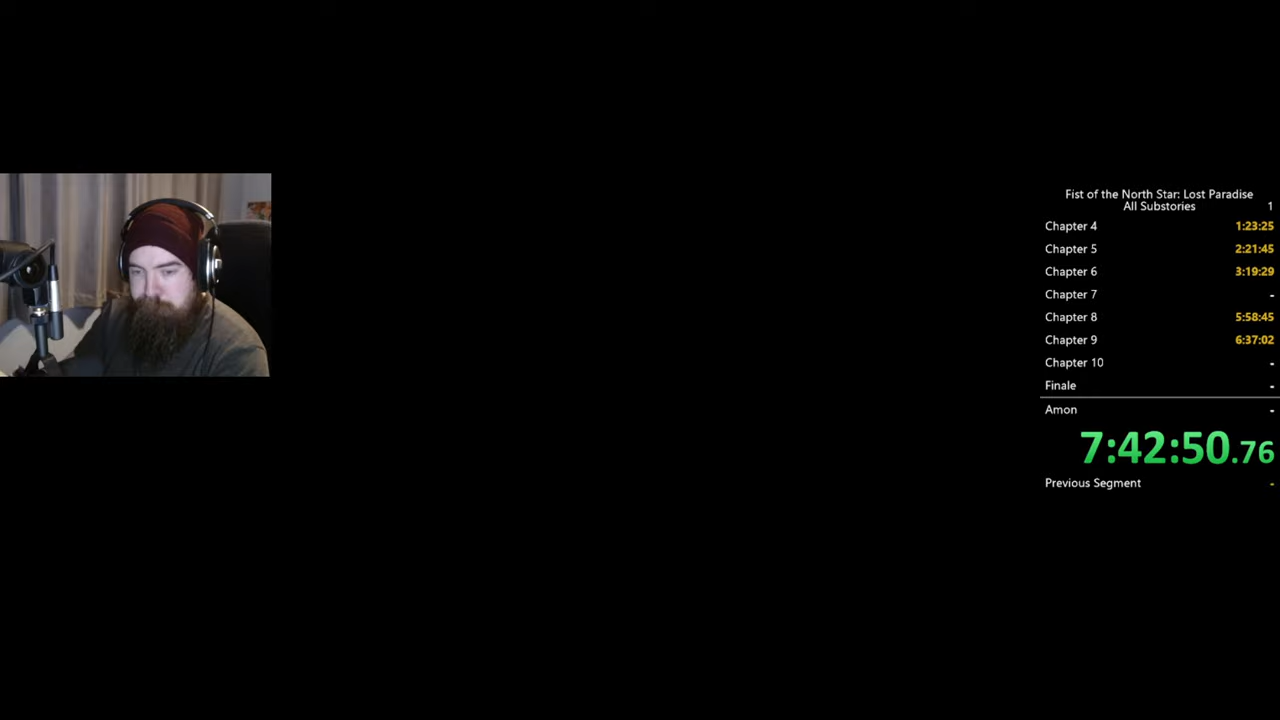 Fist of the North Star: Lost Paradise
All Substories 1
Chapter 4 1:23:25
Chapter 5 2:21:45
Chapter 6 3:19:29
Chapter 7 -
Chapter 8 5:58:45
Chapter 9 6:37:02
Chapter 10 -
Finale -
Amon -
7:42:50.76
Previous Segment -